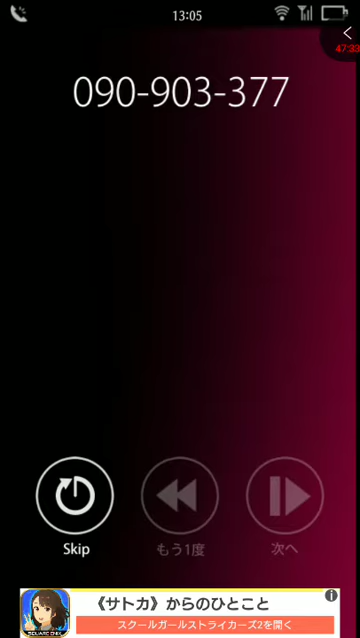 13:05
47:33
090-903-377
Skip
もう1度
次へ
《サトカ》からのひとこと
スクールガールストライカーズ2を開く
SQUARE ENIX